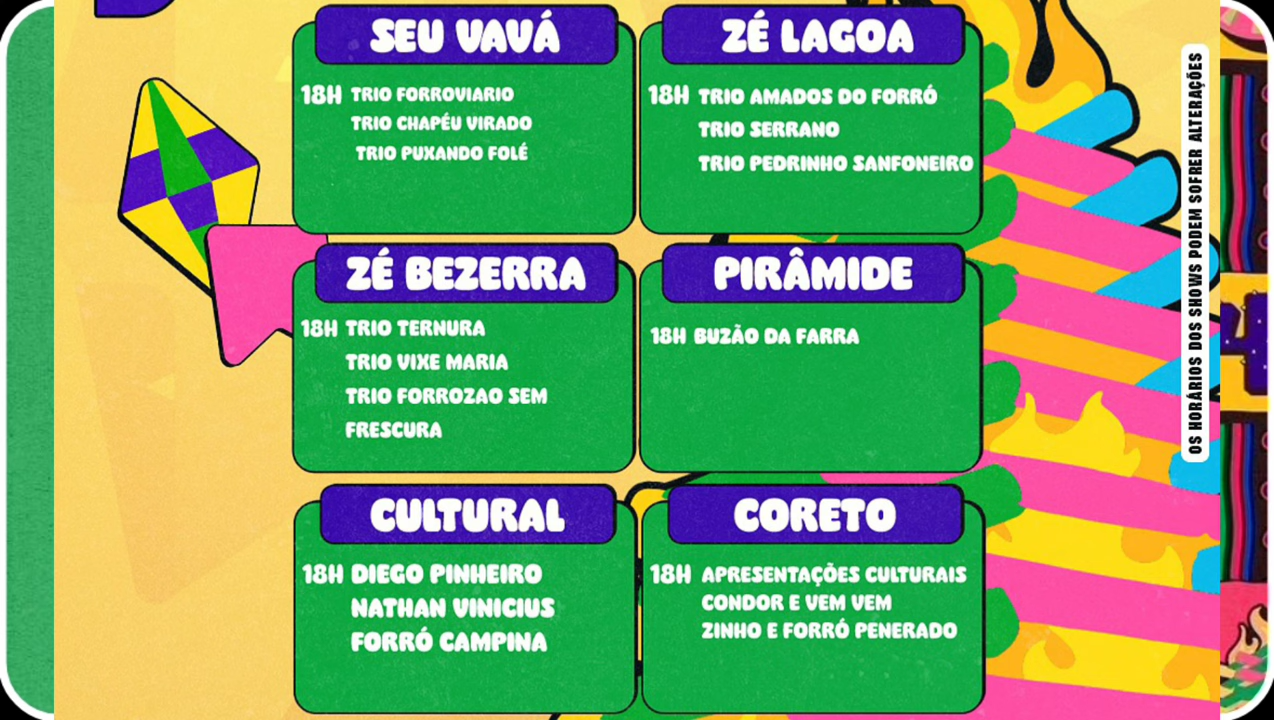 SEU VAVÁ
18H TRIO FORROVIARIO
TRIO CHAPÉU VIRADO
TRIO PUXANDO FOLÉ
ZÉ LAGOA
18H TRIO AMADOS DO FORRÓ
TRIO SERRANO
TRIO PEDRINHO SANFONEIRO
ZÉ BEZERRA
18H TRIO TERNURA
TRIO VIXE MARIA
TRIO FORROZAO SEM
FRESCURA
PIRÂMIDE
18H BUZÃO DA FARRA
CULTURAL
18H DIEGO PINHEIRO
NATHAN VINICIUS
FORRÓ CAMPINA
CORETO
18H APRESENTAÇÕES CULTURAIS
CONDOR E VEM VEM
ZINHO E FORRÓ PENERADO
OS HORÁRIOS DOS SHOWS PODEM SOFRER ALTERAÇÕES